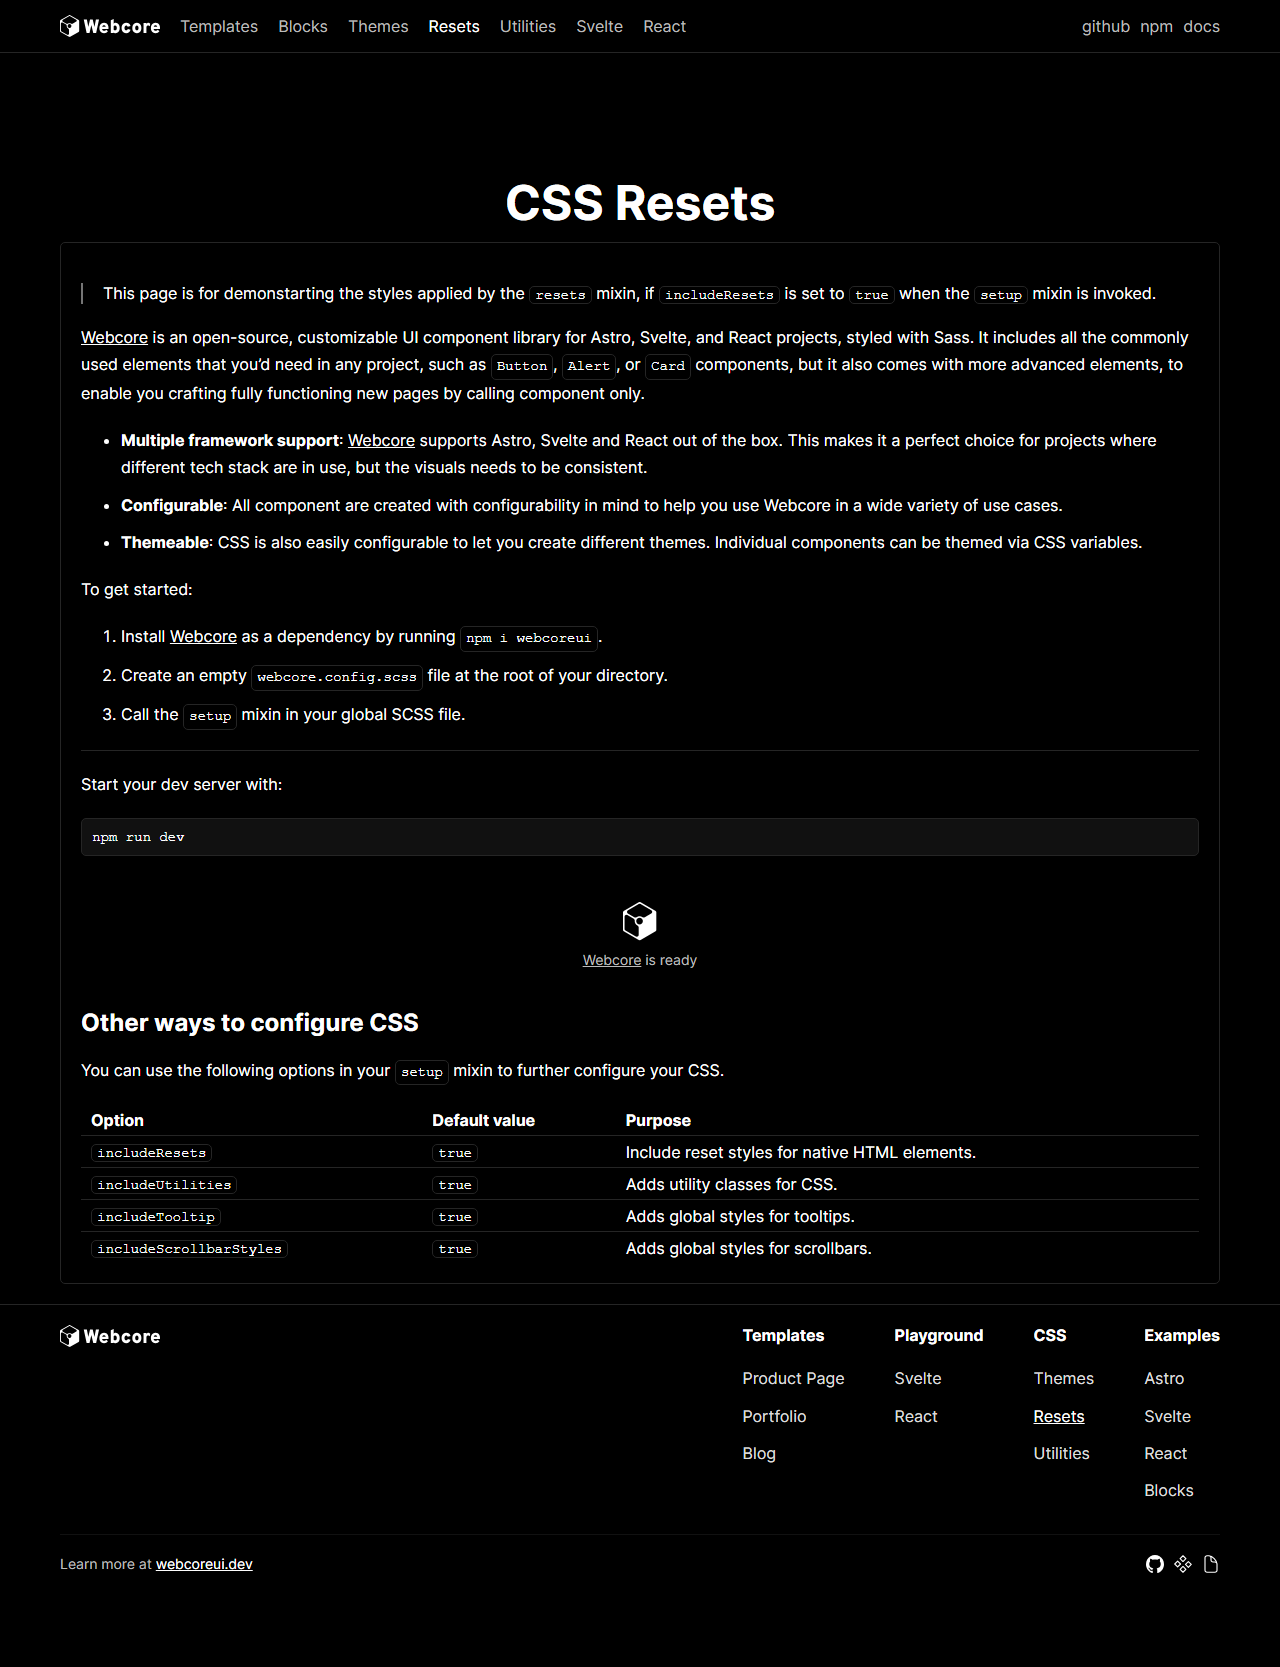 Webcore Templates Blocks Themes Resets Utilities Svelte React github npm docs
CSS Resets
This page is for demonstarting the styles applied by the resets mixin, if includeResets is set to true when the setup mixin is invoked.
Webcore is an open-source, customizable UI component library for Astro, Svelte, and React projects, styled with Sass. It includes all the commonly
used elements that you’d need in any project, such as Button, Alert, or Card components, but it also comes with more advanced elements, to
enable you crafting fully functioning new pages by calling component only.
• Multiple framework support: Webcore supports Astro, Svelte and React out of the box. This makes it a perfect choice for projects where
different tech stack are in use, but the visuals needs to be consistent.
• Configurable: All component are created with configurability in mind to help you use Webcore in a wide variety of use cases.
• Themeable: CSS is also easily configurable to let you create different themes. Individual components can be themed via CSS variables.
To get started:
1. Install Webcore as a dependency by running npm i webcoreui.
2. Create an empty webcore.config.scss file at the root of your directory.
3. Call the setup mixin in your global SCSS file.
Start your dev server with:
npm run dev
Webcore is ready
Other ways to configure CSS
You can use the following options in your setup mixin to further configure your CSS.
Option Default value Purpose
includeResets true Include reset styles for native HTML elements.
includeUtilities true Adds utility classes for CSS.
includeTooltip true Adds global styles for tooltips.
includeScrollbarStyles true Adds global styles for scrollbars.
Webcore Templates Playground CSS Examples
Product Page Svelte Themes Astro
Portfolio React Resets Svelte
Blog Utilities React
Blocks
Learn more at webcoreui.dev